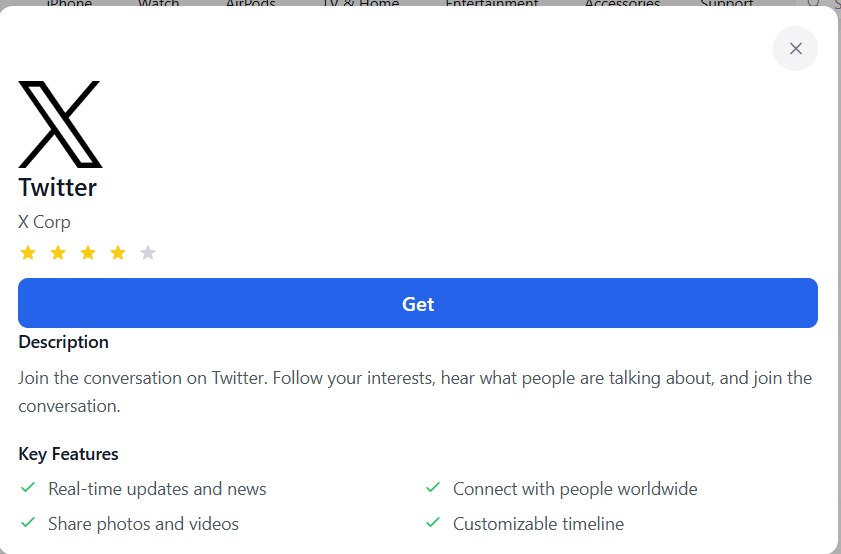 iPhone Watch AirPods TV & Home Entertainment Accessories Support
Twitter
X Corp
Get
Description
Join the conversation on Twitter. Follow your interests, hear what people are talking about, and join the
conversation.
Key Features
Real-time updates and news
Connect with people worldwide
Share photos and videos
Customizable timeline